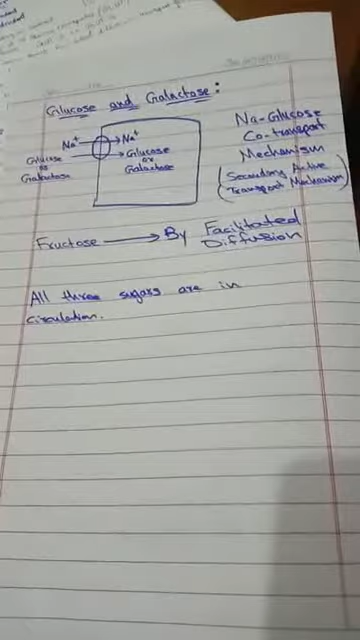 Glucose and Galactose:
Na+ → Na+
Glucose → Glucose
or or
Galactose Galactose
Na-Glucose
Co-transport
Mechanism
(Secondary Active
Transport Mechanism)
Fructose → By Facilitated
Diffusion
All three sugars are in
circulation.